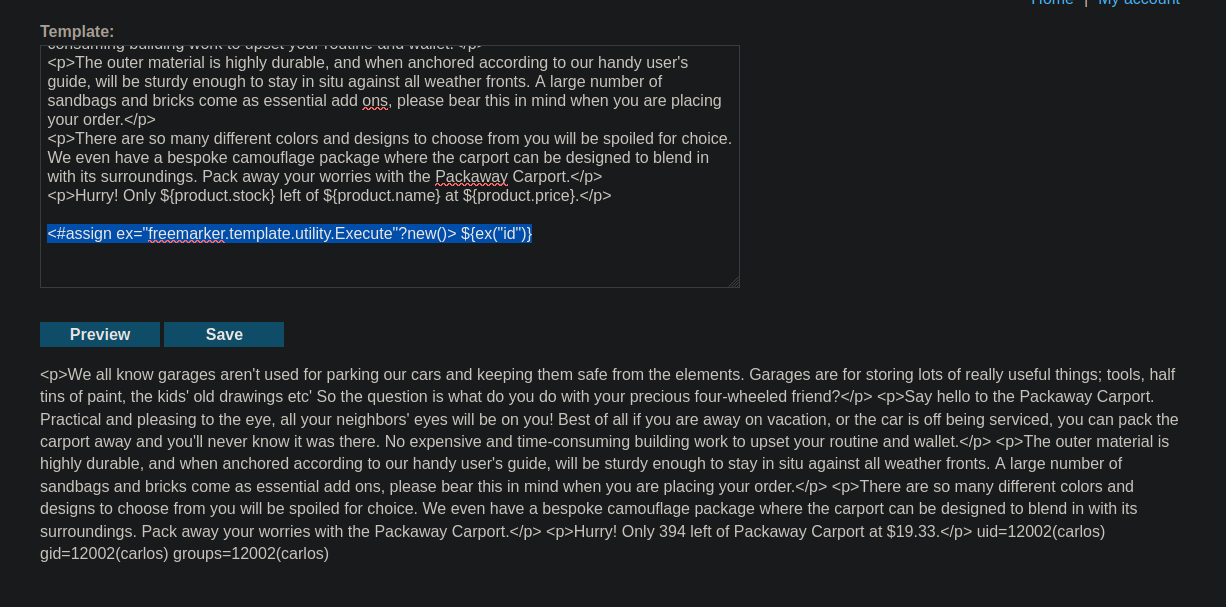 Home | My account
Template:
consuming building work to upset your routine and wallet.</p>
<p>The outer material is highly durable, and when anchored according to our handy user's
guide, will be sturdy enough to stay in situ against all weather fronts. A large number of
sandbags and bricks come as essential add ons, please bear this in mind when you are placing
your order.</p>
<p>There are so many different colors and designs to choose from you will be spoiled for choice.
We even have a bespoke camouflage package where the carport can be designed to blend in
with its surroundings. Pack away your worries with the Packaway Carport.</p>
<p>Hurry! Only ${product.stock} left of ${product.name} at ${product.price}.</p>
<#assign ex="freemarker.template.utility.Execute"?new()> ${ex("id")}
Preview Save
<p>We all know garages aren't used for parking our cars and keeping them safe from the elements. Garages are for storing lots of really useful things; tools, half
tins of paint, the kids' old drawings etc' So the question is what do you do with your precious four-wheeled friend?</p> <p>Say hello to the Packaway Carport.
Practical and pleasing to the eye, all your neighbors' eyes will be on you! Best of all if you are away on vacation, or the car is off being serviced, you can pack the
carport away and you'll never know it was there. No expensive and time-consuming building work to upset your routine and wallet.</p> <p>The outer material is
highly durable, and when anchored according to our handy user's guide, will be sturdy enough to stay in situ against all weather fronts. A large number of
sandbags and bricks come as essential add ons, please bear this in mind when you are placing your order.</p> <p>There are so many different colors and
designs to choose from you will be spoiled for choice. We even have a bespoke camouflage package where the carport can be designed to blend in with its
surroundings. Pack away your worries with the Packaway Carport.</p> <p>Hurry! Only 394 left of Packaway Carport at $19.33.</p> uid=12002(carlos)
gid=12002(carlos) groups=12002(carlos)